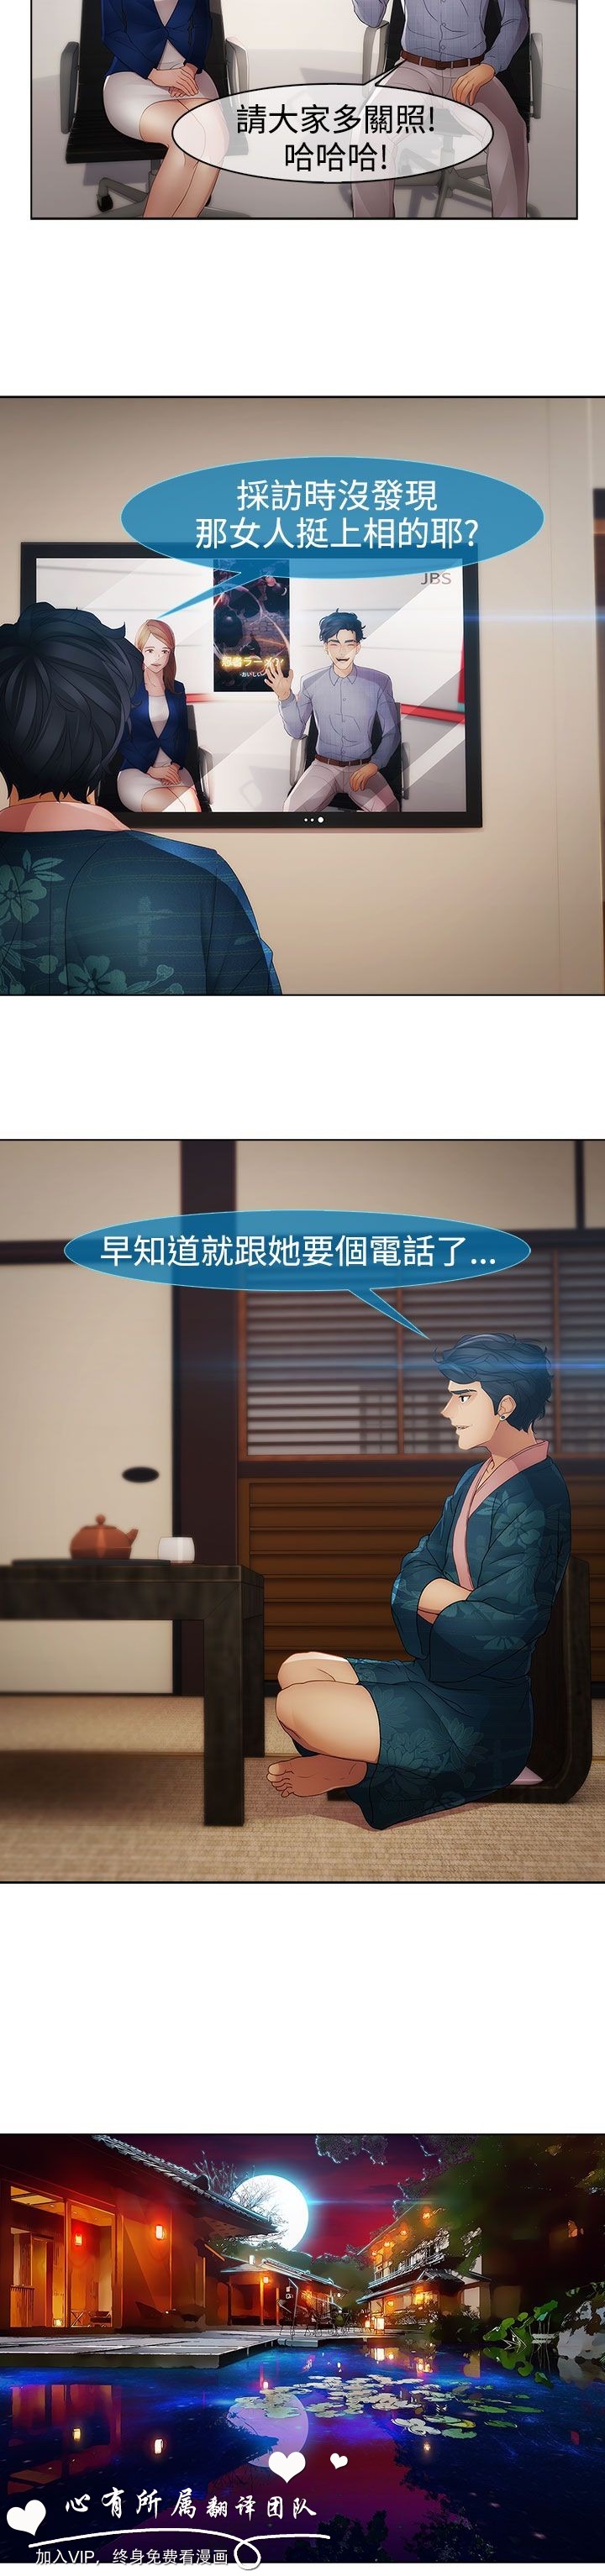 請大家多關照!
哈哈哈!
採訪時沒發現
那女人挺上相的耶?
JBS
早知道就跟她要個電話了...
心有所属翻译团队
加入VIP，终身免费看漫画